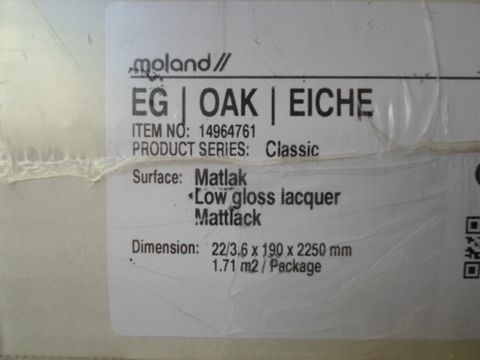 moland//
EG | OAK | EICHE
ITEM NO: 14964761
PRODUCT SERIES: Classic
Surface: Matlak
Low gloss lacquer
Mattlack
Dimension: 22/3,6 x 190 x 2250 mm
1.71 m2 / Package